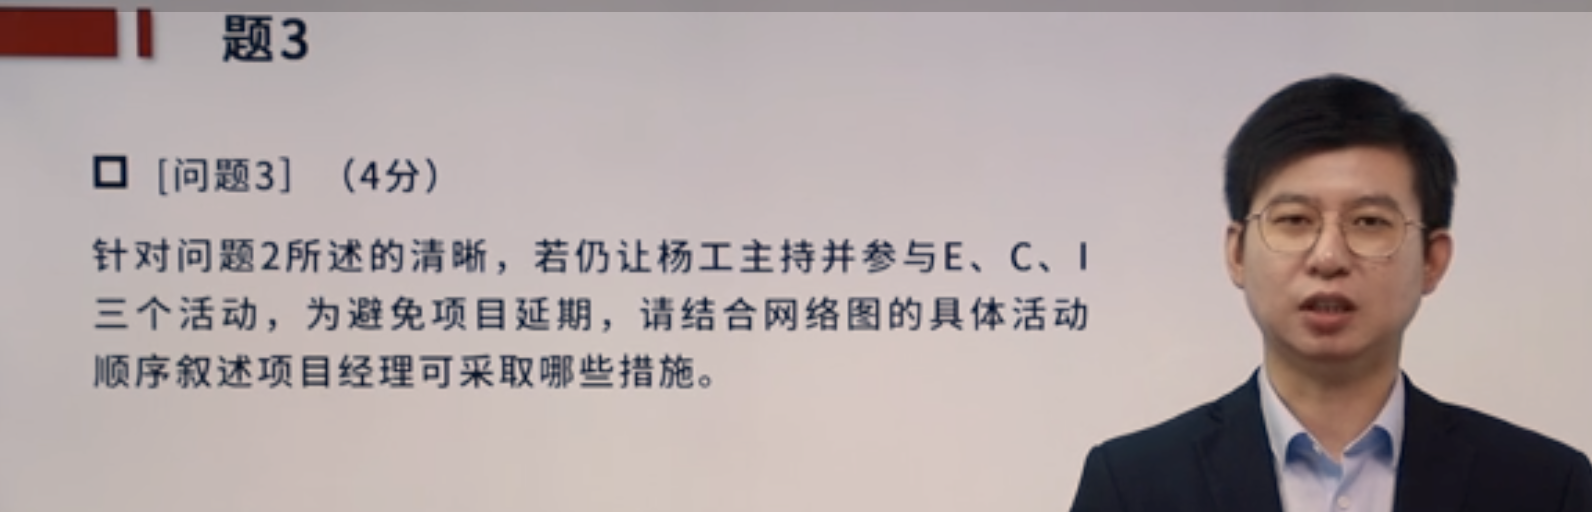 题3
[问题3] （4分）
针对问题2所述的清晰，若仍让杨工主持并参与E、C、I
三个活动，为避免项目延期，请结合网络图的具体活动
顺序叙述项目经理可采取哪些措施。